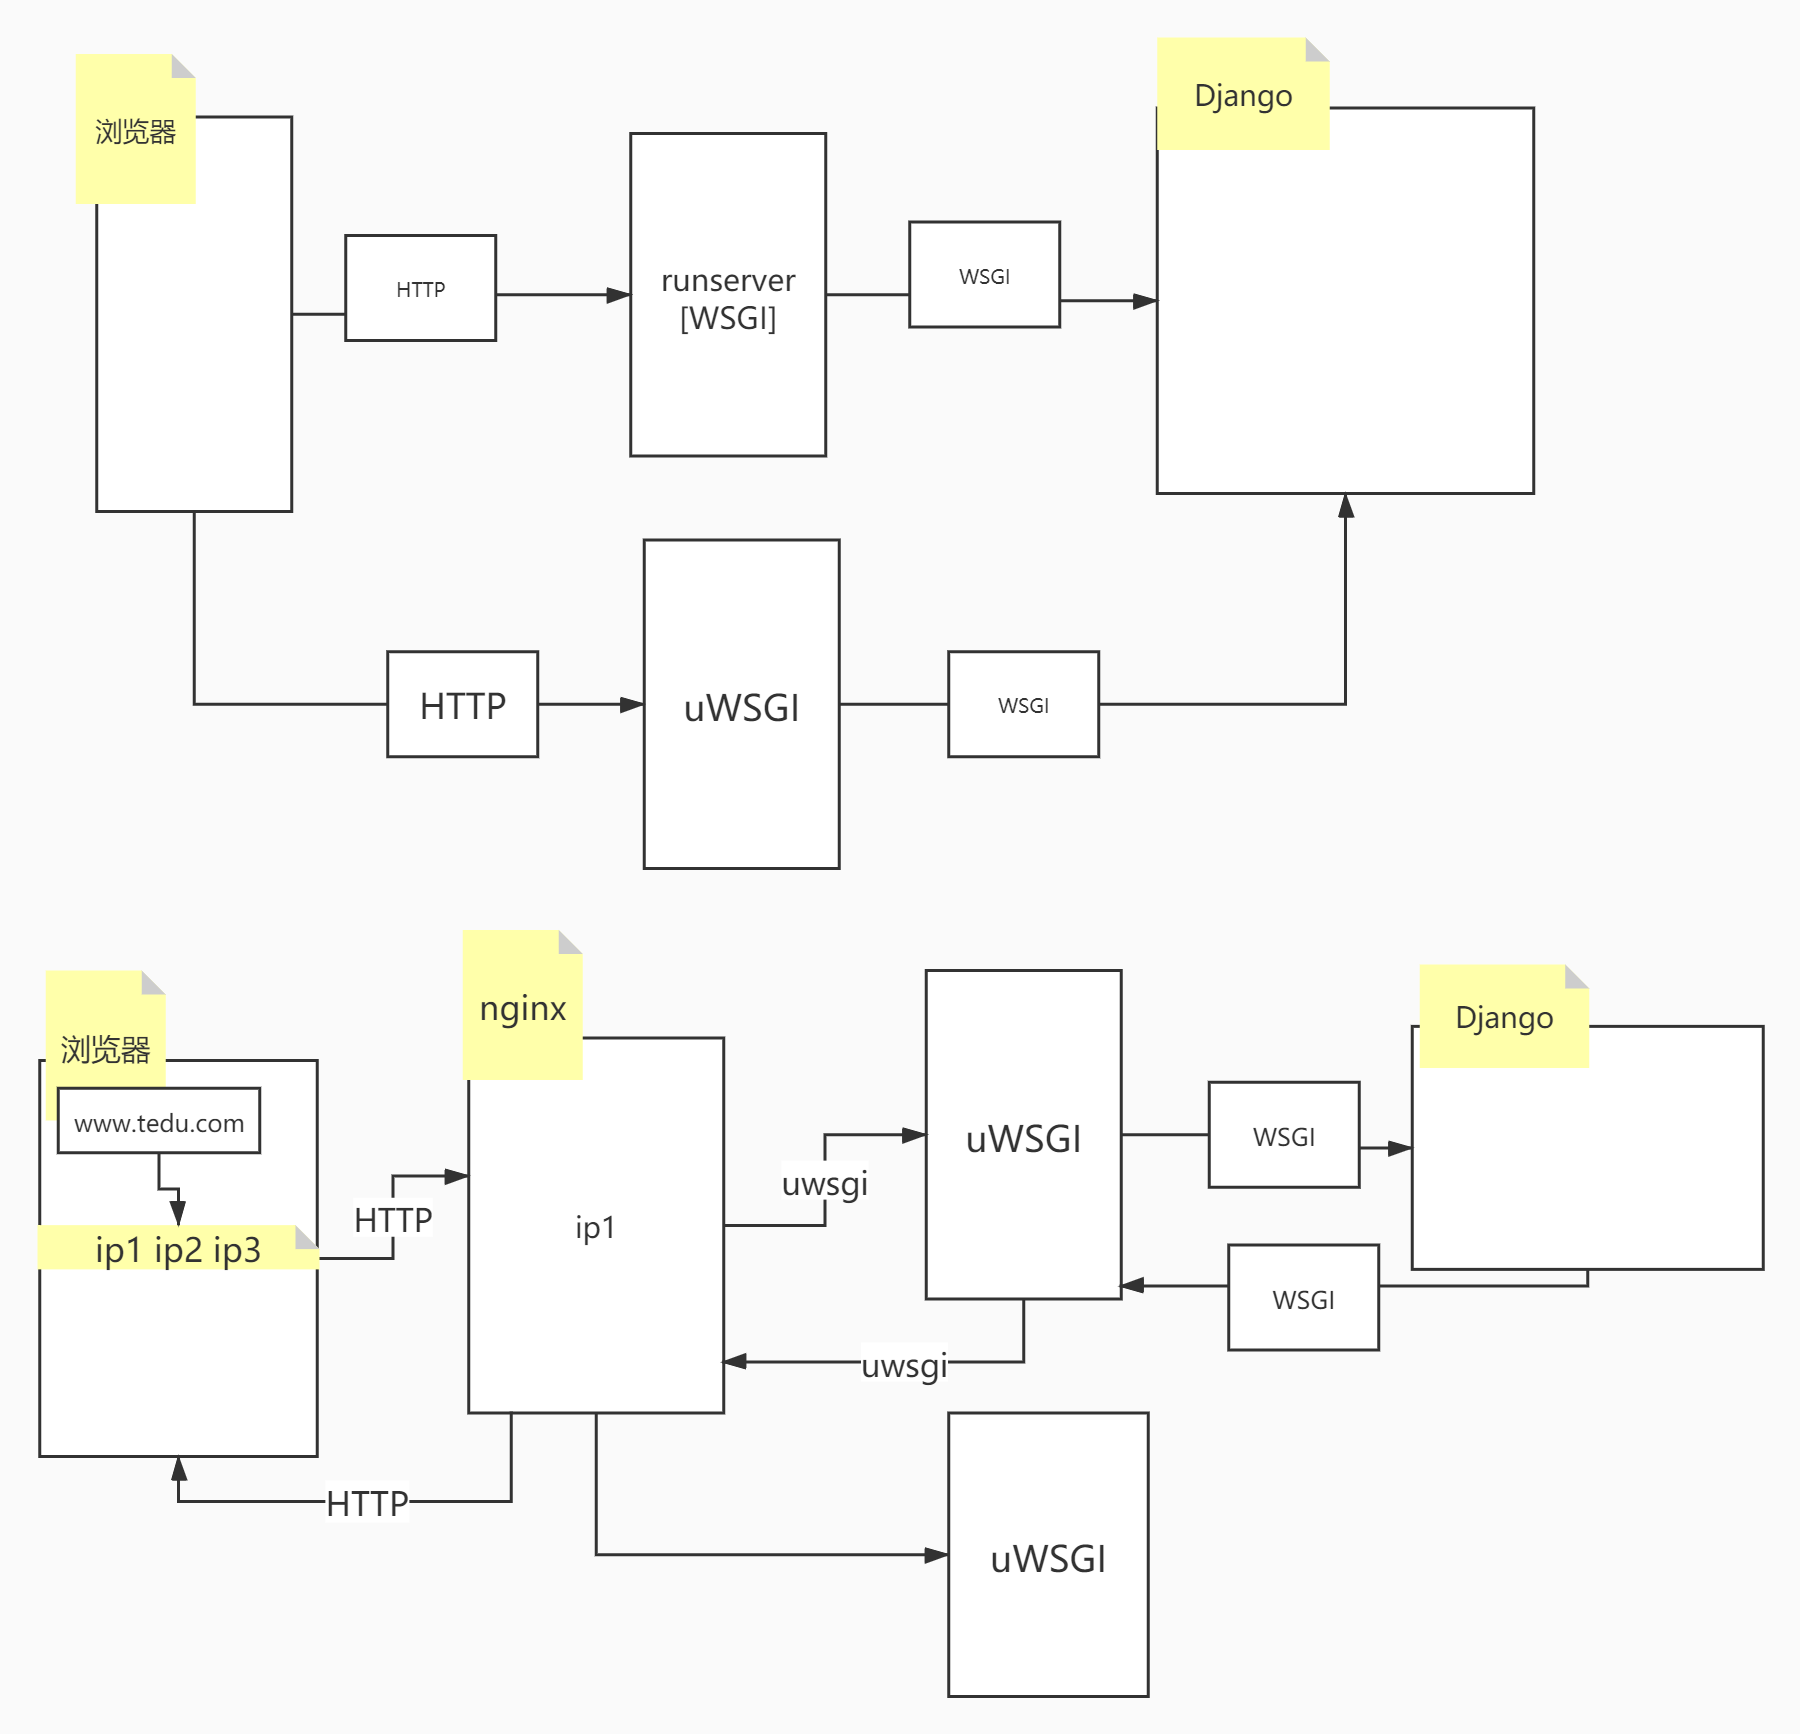 浏览器
Django
HTTP
runserver
[WSGI]
WSGI
HTTP
uWSGI
WSGI
浏览器
www.tedu.com
ip1 ip2 ip3
HTTP
nginx
ip1
uwsgi
uWSGI
WSGI
Django
WSGI
uwsgi
HTTP
uWSGI